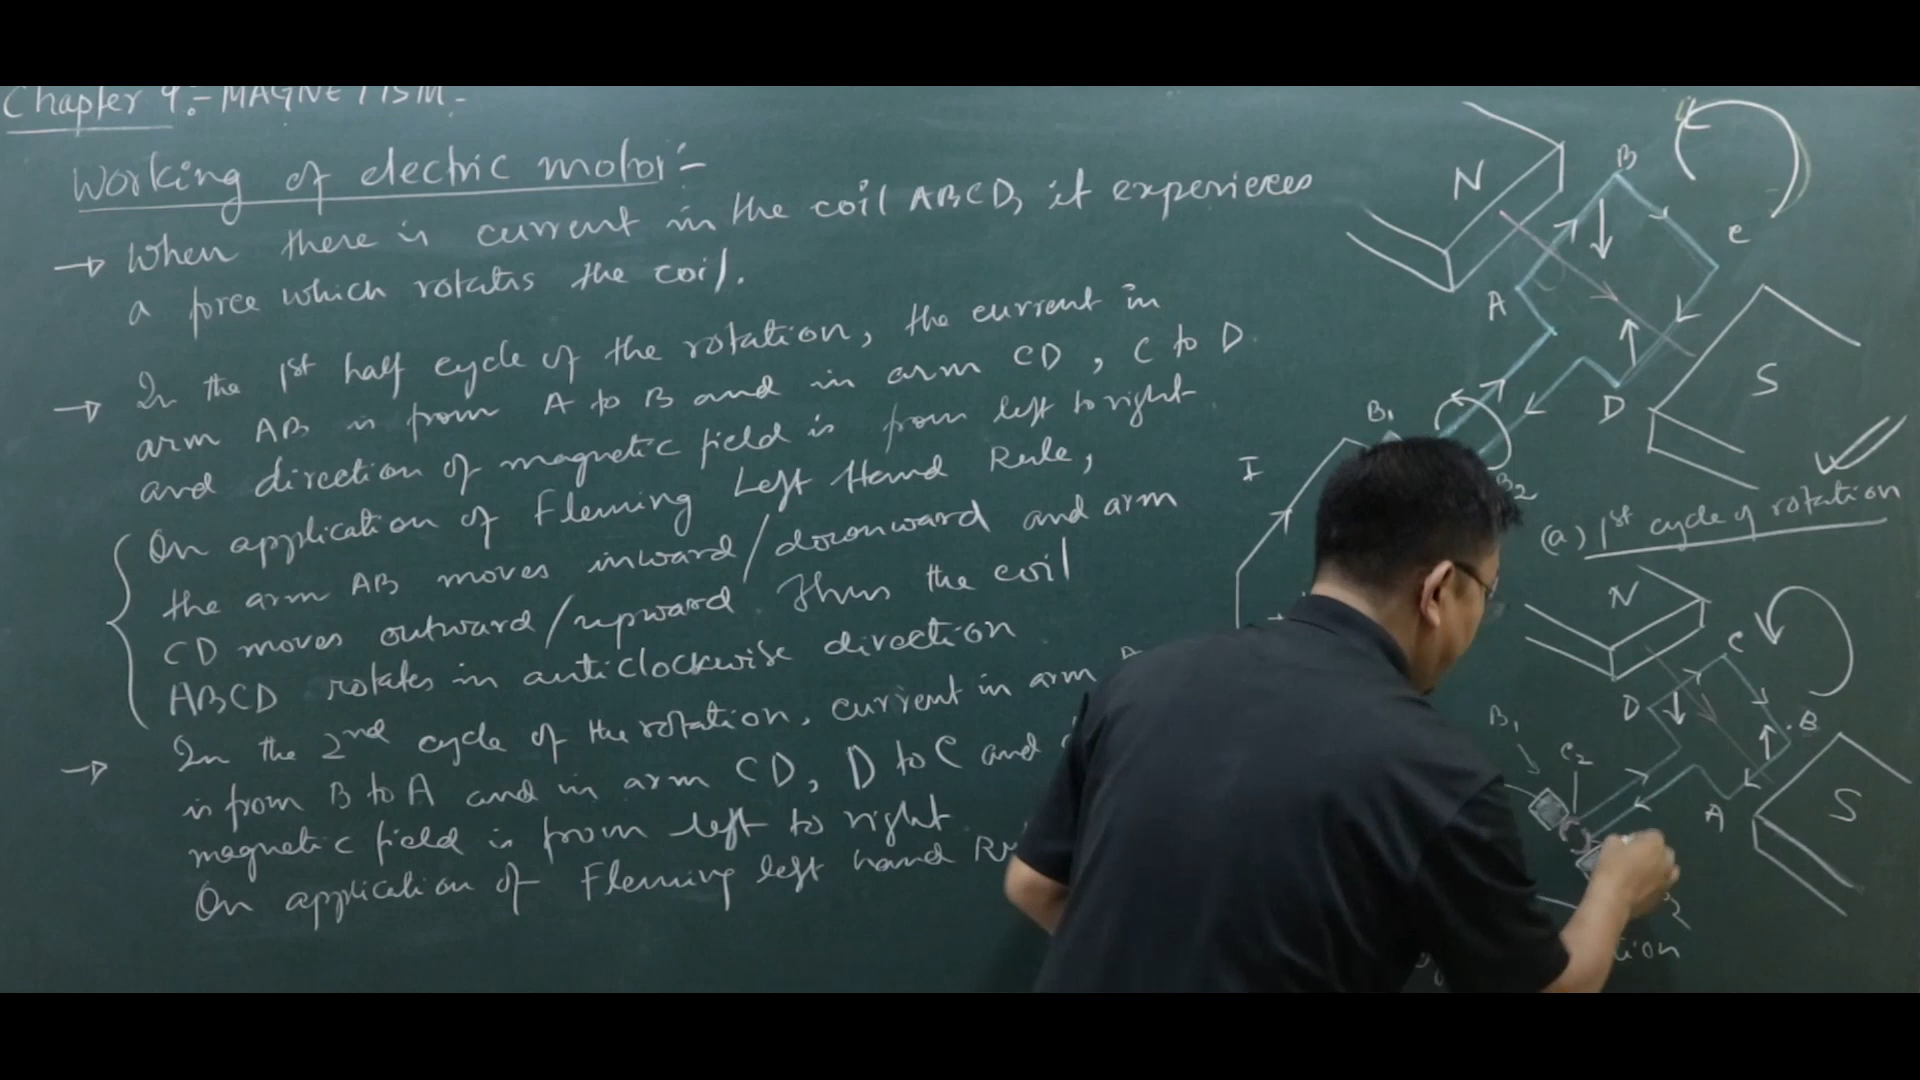 Chapter 9:- MAGNETISM-
Working of electric motor:-
→ When there is current in the coil ABCD, it experiences
a force which rotates the coil.
→ In the 1st half cycle of the rotation, the current in
arm AB is from A to B and in arm CD, C to D
and direction of magnetic field is from left to right
On application of Fleming Left Hand Rule,
the arm AB moves inward/downward and arm
CD moves outward/upward Thus the coil
ABCD rotates in anticlockwise direction
→ In the 2nd cycle of the rotation, current in arm
is from B to A and in arm CD, D to C and
magnetic field is from left to right
On application of Fleming left hand
N
B
C
A
S
D
B1
I
B2
(a) 1st cycle of rotation
N
C
D
B
B1
C2
A
S